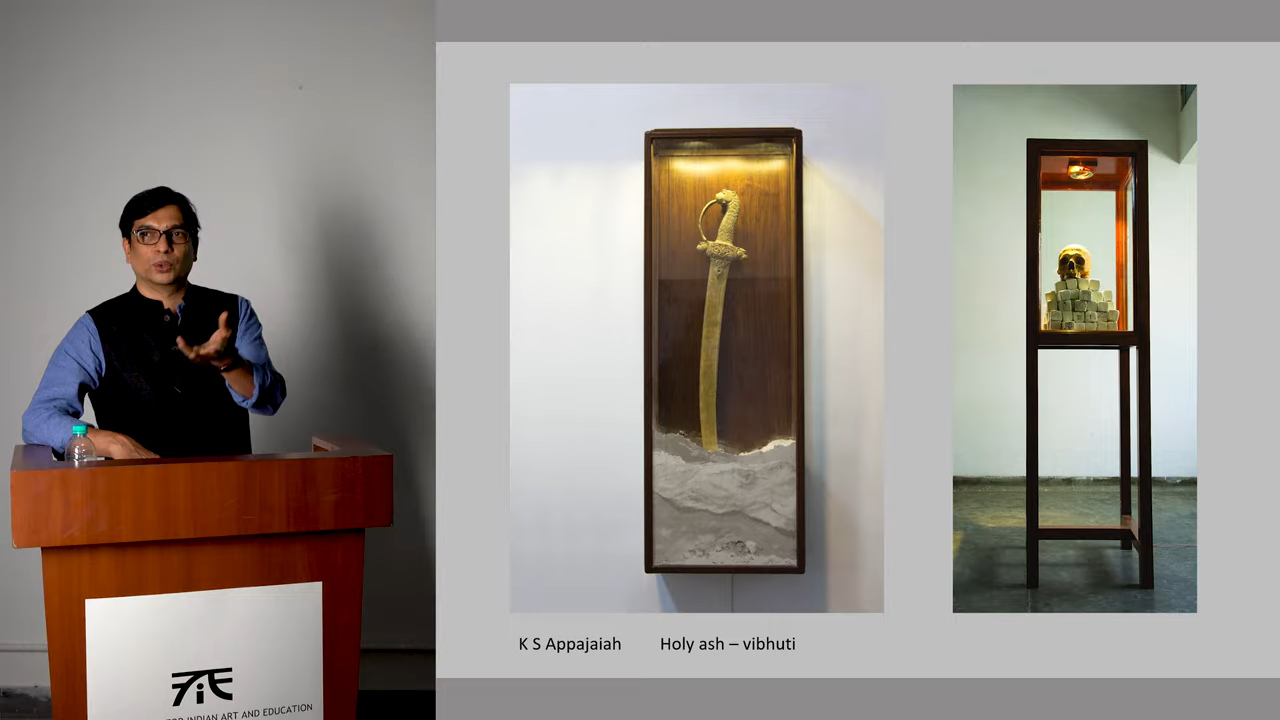 K S Appajaiah Holy ash – vibhuti
FiE
FOR INDIAN ART AND EDUCATION